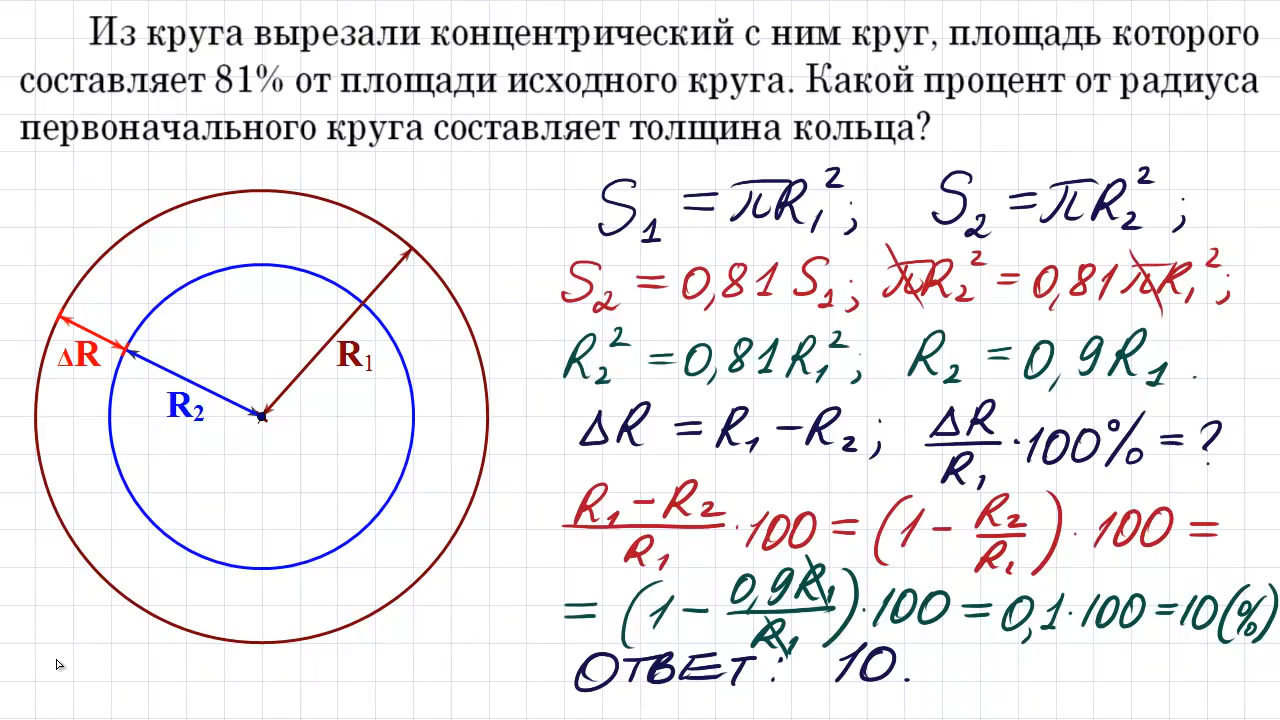 Из круга вырезали концентрический с ним круг, площадь которого
составляет 81% от площади исходного круга. Какой процент от радиуса
первоначального круга составляет толщина кольца?
S₁ = πR₁²; S₂ = πR₂²;
S₂ = 0,81 S₁; πR₂² = 0,81 πR₁²;
ΔR
R₁
R₂² = 0,81R₁²; R₂ = 0,9R₁.
R₂
ΔR = R₁ − R₂; ΔR/R₁ · 100% = ?
(R₁ − R₂)/R₁ · 100 = (1 − R₂/R₁) · 100 =
= (1 − 0,9R₁/R₁) · 100 = 0,1 · 100 = 10(%)
ОТВЕТ: 10.